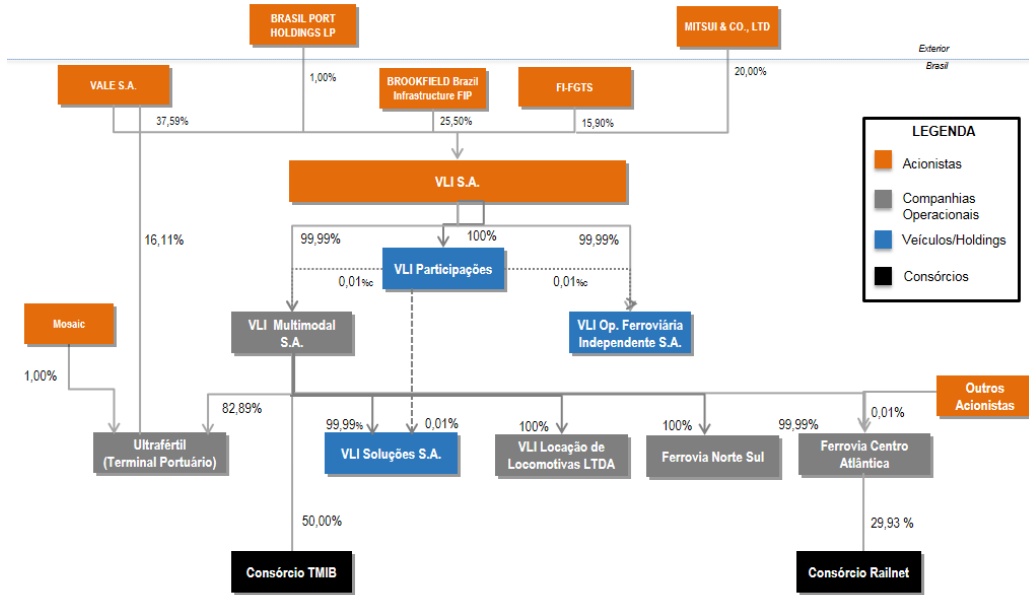 BRASIL PORT
HOLDINGS LP
MITSUI & CO., LTD
Exterior
Brasil
1,00%
20,00%
VALE S.A.
BROOKFIELD Brazil
Infrastructure FIP
FI-FGTS
37,59%
25,50%
15,90%
LEGENDA
Acionistas
Companhias
Operacionais
Veículos/Holdings
Consórcios
VLI S.A.
16,11%
99,99%
100%
99,99%
VLI Participações
0,01%c
0,01%c
Mosaic
VLI Multimodal
S.A.
VLI Op. Ferroviária
Independente S.A.
1,00%
Outros
Acionistas
82,89%
99,99%
0,01%
100%
100%
99,99%
0,01%
Ultrafértil
(Terminal Portuário)
VLI Soluções S.A.
VLI Locação de
Locomotivas LTDA
Ferrovia Norte Sul
Ferrovia Centro
Atlântica
50,00%
29,93 %
Consórcio TMIB
Consórcio Railnet